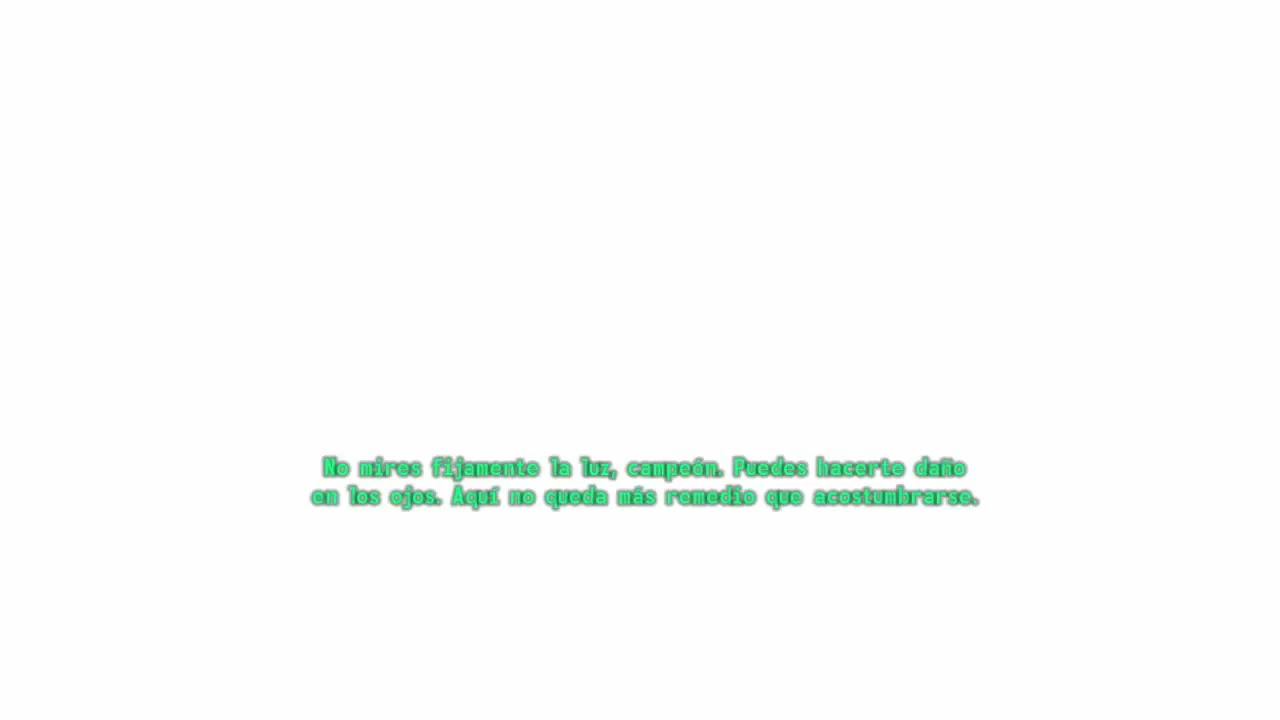 No mires fijamente la luz, campeón. Puedes hacerte daño
en los ojos. Aquí no queda más remedio que acostumbrarse.